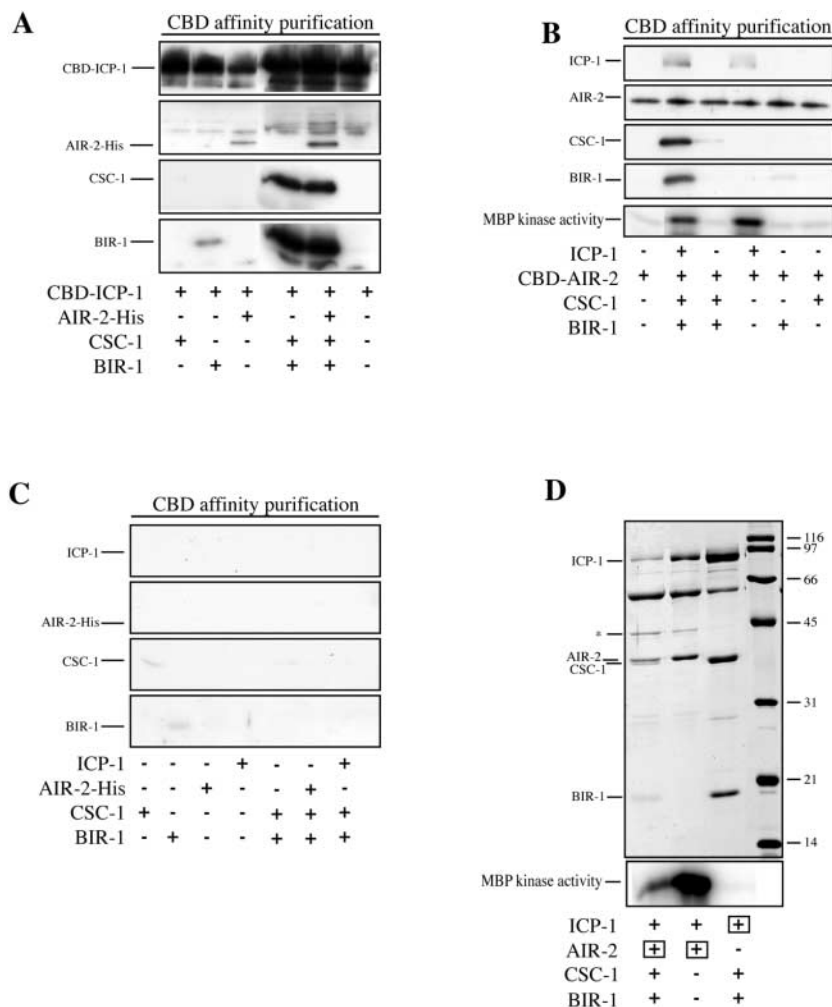 A
CBD affinity purification
CBD-ICP-1
AIR-2-His
CSC-1
BIR-1
CBD-ICP-1 + + + + + +
AIR-2-His - - + - + -
CSC-1 + - - + + -
BIR-1 - + - + + -
B
CBD affinity purification
ICP-1
AIR-2
CSC-1
BIR-1
MBP kinase activity
ICP-1 - + - + - -
CBD-AIR-2 + + + + + +
CSC-1 - + + - - +
BIR-1 - + + - + -
C
CBD affinity purification
ICP-1
AIR-2-His
CSC-1
BIR-1
ICP-1 - - - + - - +
AIR-2-His - - + - - + -
CSC-1 + - - - + + +
BIR-1 - + - - + + +
D
ICP-1
*
AIR-2
CSC-1
BIR-1
116
97
66
45
31
21
14
MBP kinase activity
ICP-1 + + +
AIR-2 + + -
CSC-1 + - +
BIR-1 + - +